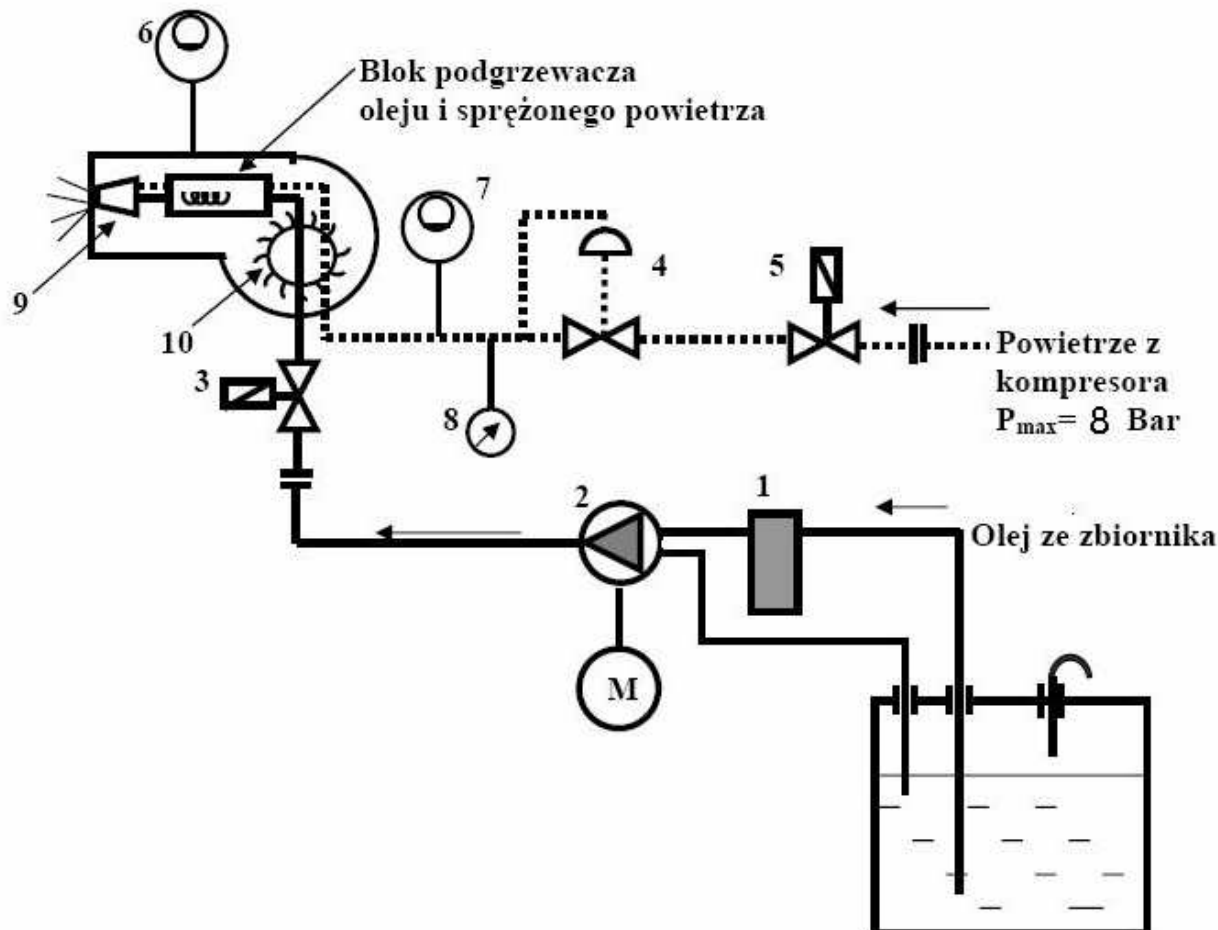 6
Blok podgrzewacza
oleju i sprężonego powietrza
7
4
5
9
10
Powietrze z
kompresora
Pmax= 8 Bar
3
8
2
1
Olej ze zbiornika
M